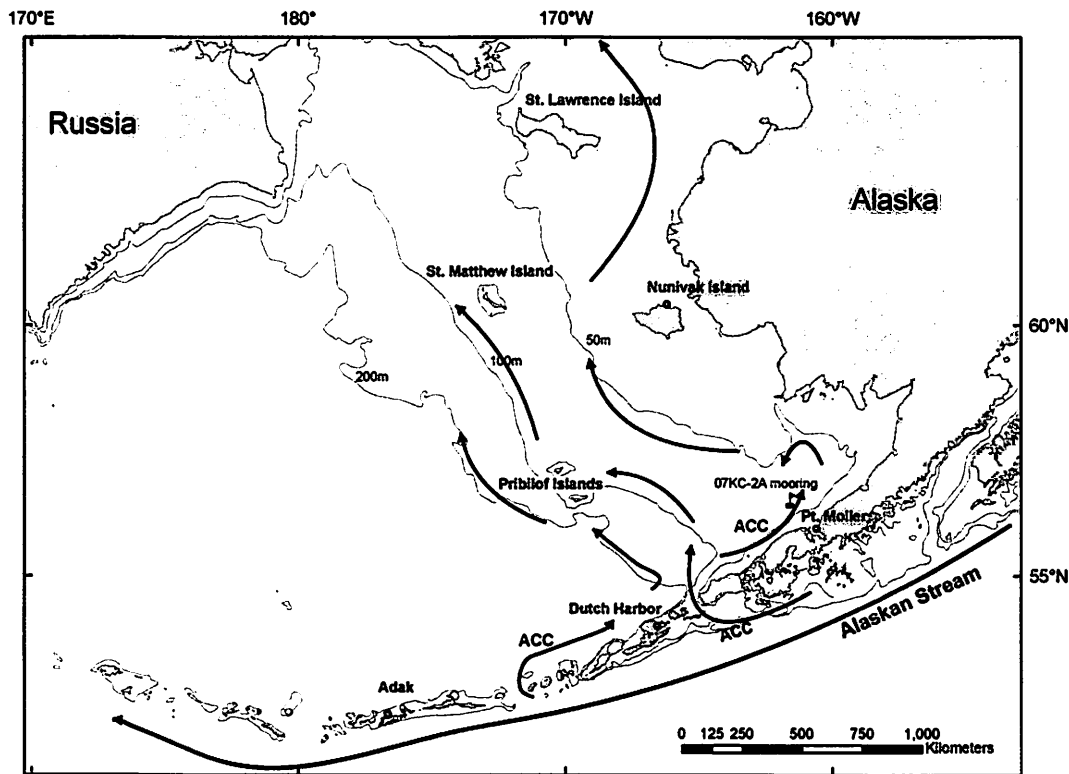 170°E 180° 170°W 160°W
St. Lawrence Island
Russia
Alaska
St. Matthew Island
Nunivak Island
60°N
50m
100m
200m
Pribilof Islands
07KC-2A mooring
Pt. Moller
ACC
55°N
Dutch Harbor
Alaskan Stream
ACC
ACC
Adak
0 125 250 500 750 1,000
Kilometers